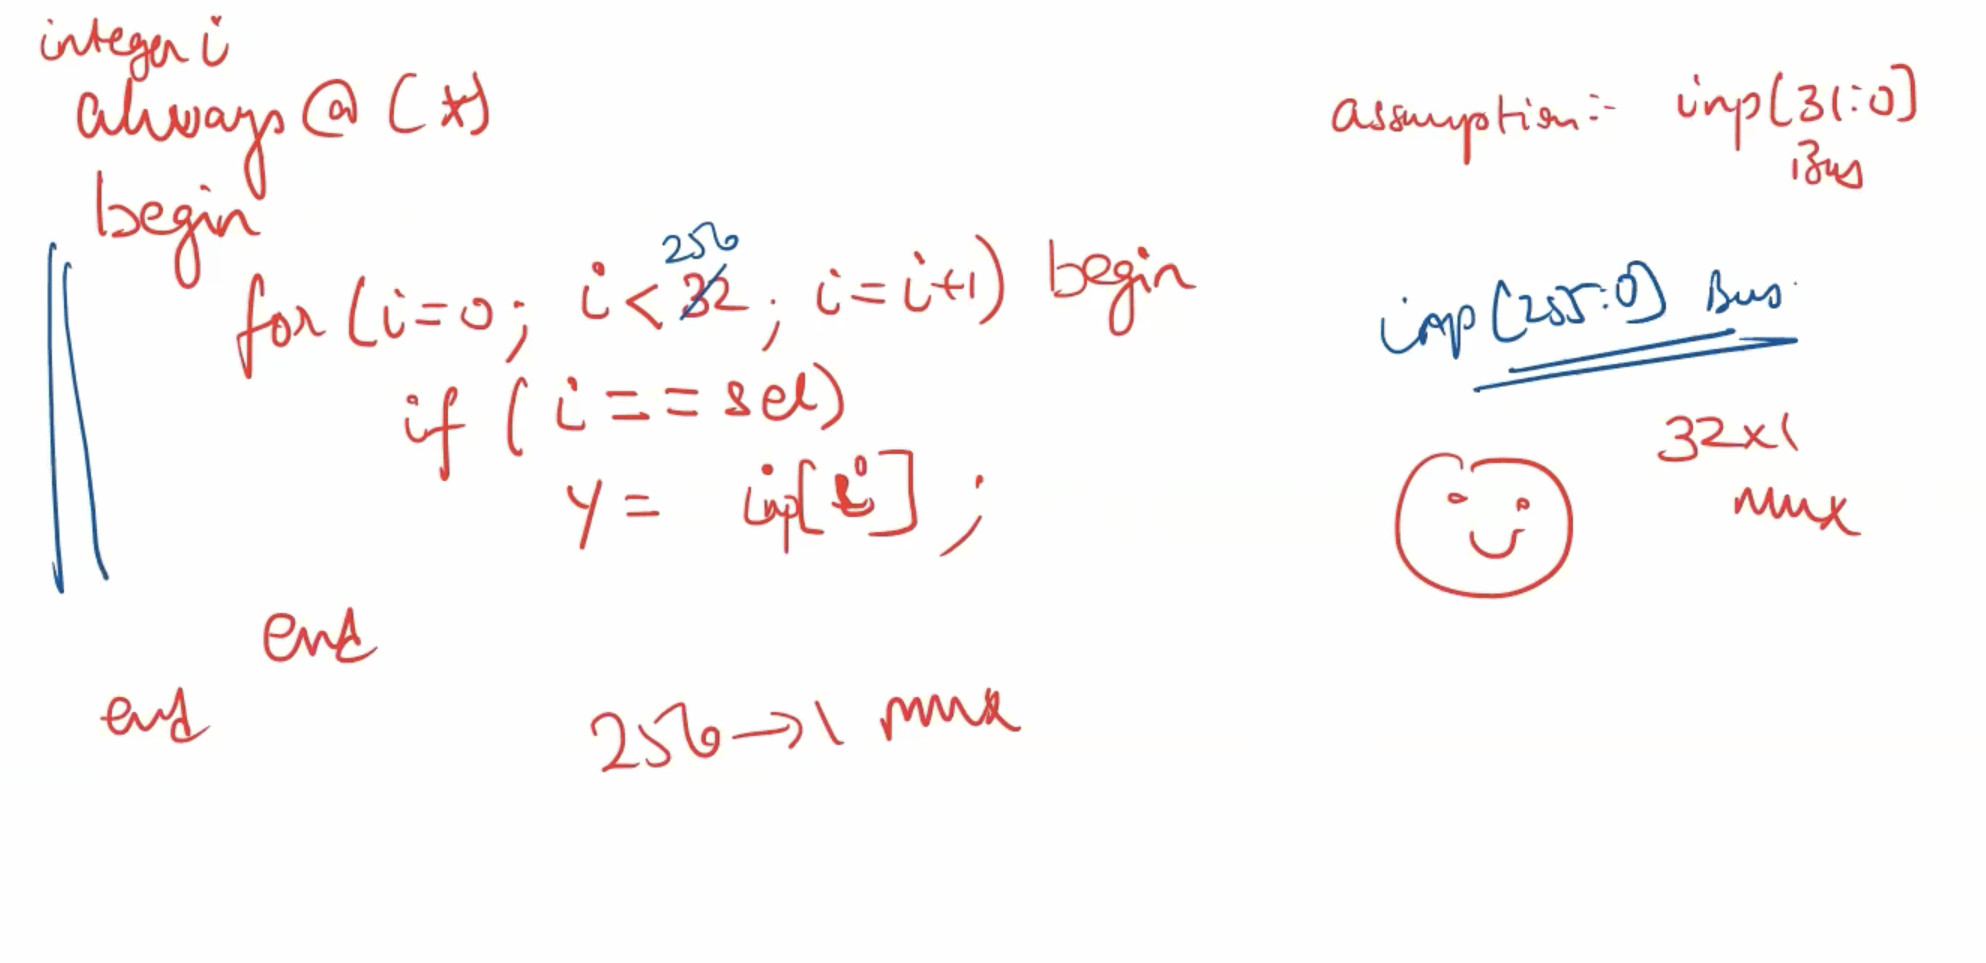 integer i
always @ (*)
begin
for (i=0; i < 32 256; i=i+1) begin
if (i == sel)
y = inp[i];
end
end
256→1 mux
assumption:- inp[31:0]
Bus
inp[255:0] Bus
32x1
mux